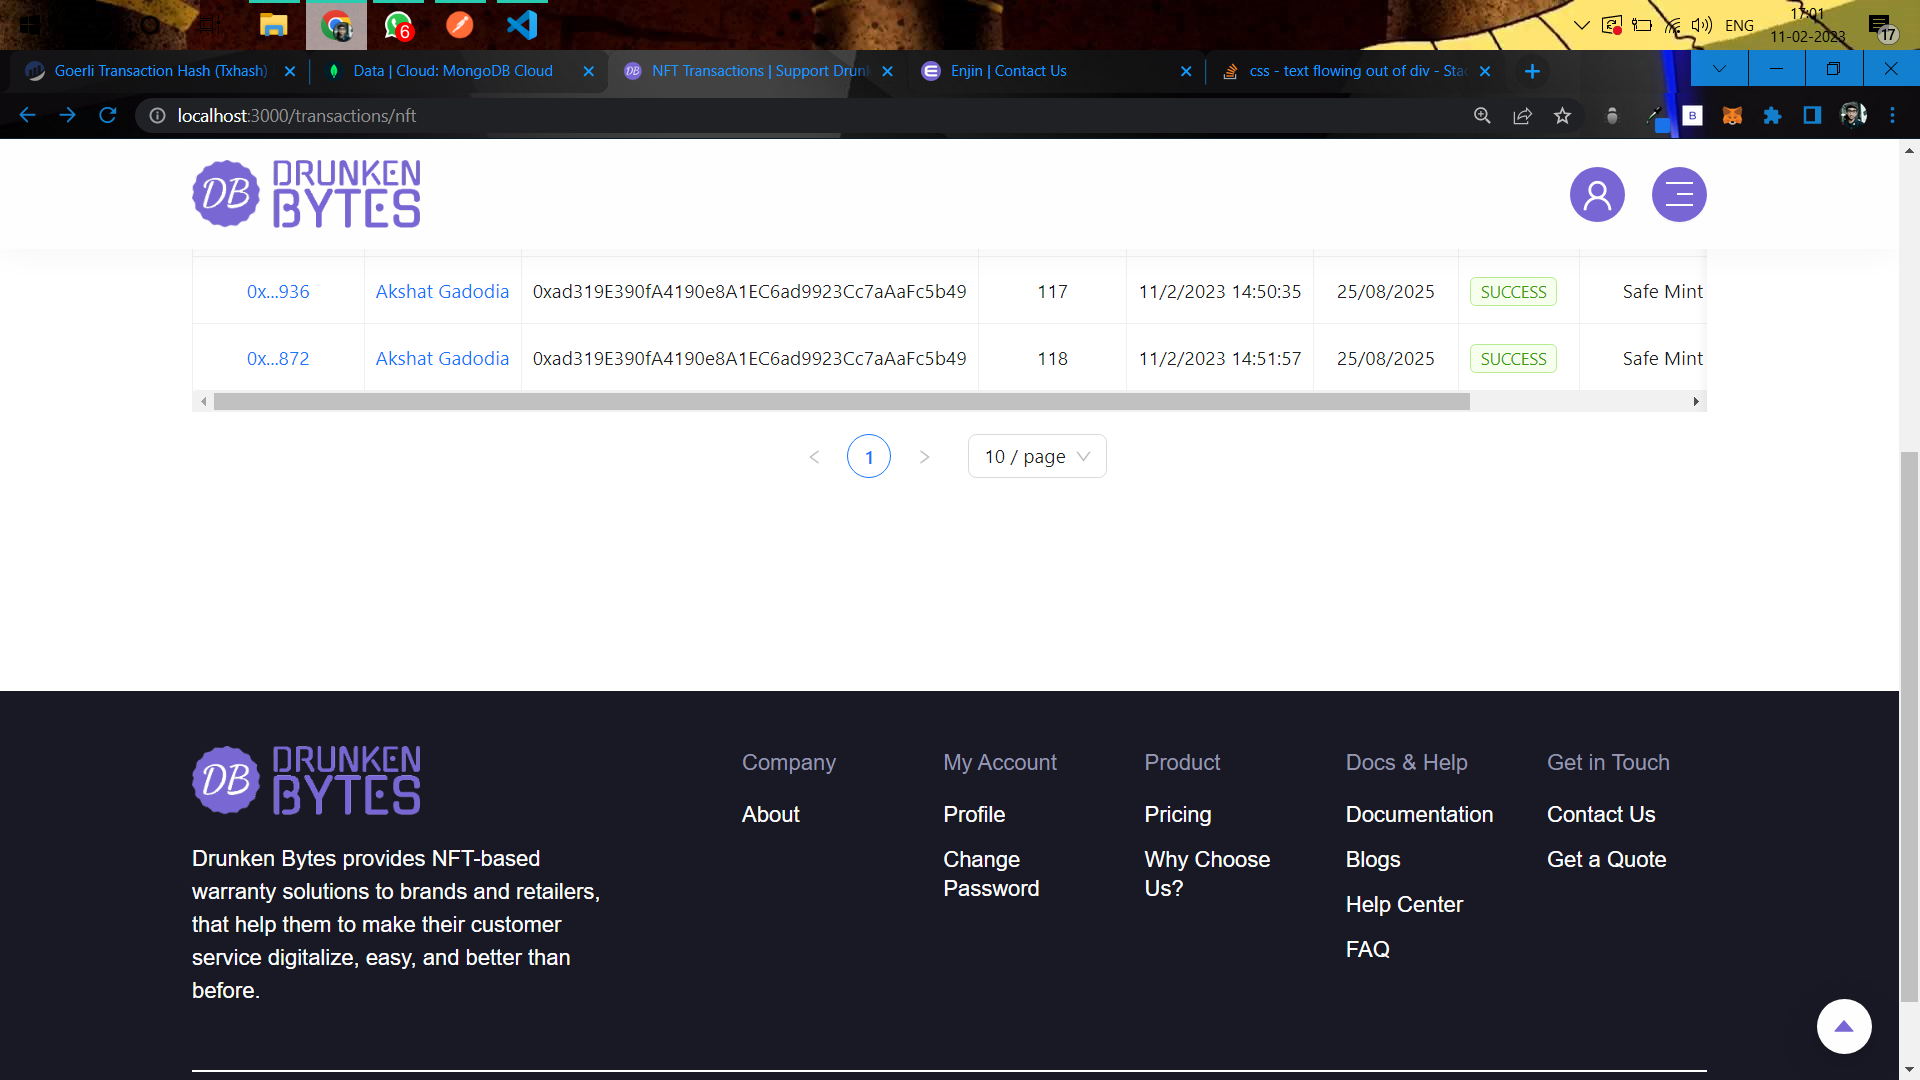 6
ENG
17:01
11-02-2023
17
Goerli Transaction Hash (Txhash)
Data | Cloud: MongoDB Cloud
NFT Transactions | Support Drunk
Enjin | Contact Us
css - text flowing out of div - Stac
localhost:3000/transactions/nft
B
DB DRUNKEN
BYTES
0x...936 Akshat Gadodia 0xad319E390fA4190e8A1EC6ad9923Cc7aAaFc5b49 117 11/2/2023 14:50:35 25/08/2025 SUCCESS Safe Mint
0x...872 Akshat Gadodia 0xad319E390fA4190e8A1EC6ad9923Cc7aAaFc5b49 118 11/2/2023 14:51:57 25/08/2025 SUCCESS Safe Mint
1
10 / page
DB DRUNKEN
BYTES
Drunken Bytes provides NFT-based
warranty solutions to brands and retailers,
that help them to make their customer
service digitalize, easy, and better than
before.
Company
About
My Account
Profile
Change
Password
Product
Pricing
Why Choose
Us?
Docs & Help
Documentation
Blogs
Help Center
FAQ
Get in Touch
Contact Us
Get a Quote